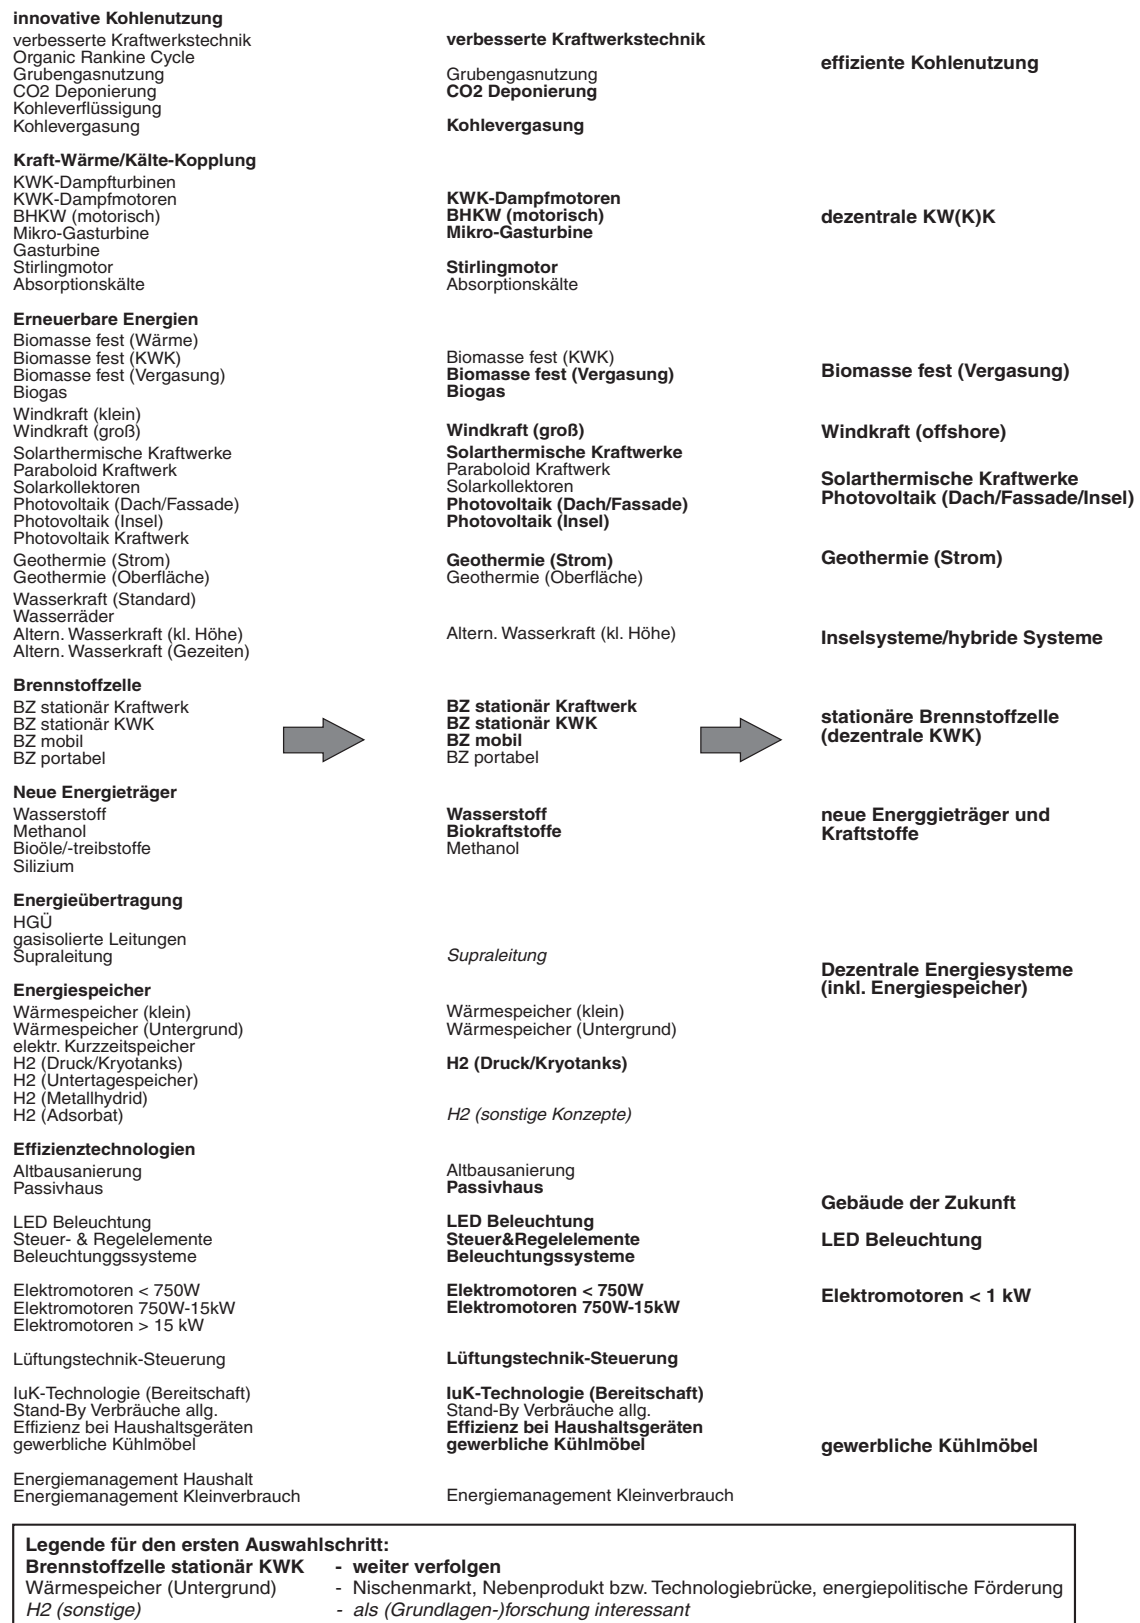 innovative Kohlenutzung
verbesserte Kraftwerkstechnik
Organic Rankine Cycle
Grubengasnutzung
CO2 Deponierung
Kohleverflüssigung
Kohlevergasung
Kraft-Wärme/Kälte-Kopplung
KWK-Dampfturbinen
KWK-Dampfmotoren
BHKW (motorisch)
Mikro-Gasturbine
Gasturbine
Stirlingmotor
Absorptionskälte
Erneuerbare Energien
Biomasse fest (Wärme)
Biomasse fest (KWK)
Biomasse fest (Vergasung)
Biogas
Windkraft (klein)
Windkraft (groß)
Solarthermische Kraftwerke
Paraboloid Kraftwerk
Solarkollektoren
Photovoltaik (Dach/Fassade)
Photovoltaik (Insel)
Photovoltaik Kraftwerk
Geothermie (Strom)
Geothermie (Oberfläche)
Wasserkraft (Standard)
Wasserräder
Altern. Wasserkraft (kl. Höhe)
Altern. Wasserkraft (Gezeiten)
Brennstoffzelle
BZ stationär Kraftwerk
BZ stationär KWK
BZ mobil
BZ portabel
Neue Energieträger
Wasserstoff
Methanol
Bioöle/-treibstoffe
Silizium
Energieübertragung
HGÜ
gasisolierte Leitungen
Supraleitung
Energiespeicher
Wärmespeicher (klein)
Wärmespeicher (Untergrund)
elektr. Kurzzeitspeicher
H2 (Druck/Kryotanks)
H2 (Untertagespeicher)
H2 (Metallhydrid)
H2 (Adsorbat)
Effizienztechnologien
Altbausanierung
Passivhaus
LED Beleuchtung
Steuer- & Regelelemente
Beleuchtunggssysteme
Elektromotoren < 750W
Elektromotoren 750W-15kW
Elektromotoren > 15 kW
Lüftungstechnik-Steuerung
IuK-Technologie (Bereitschaft)
Stand-By Verbräuche allg.
Effizienz bei Haushaltsgeräten
gewerbliche Kühlmöbel
Energiemanagement Haushalt
Energiemanagement Kleinverbrauch
verbesserte Kraftwerkstechnik
Grubengasnutzung
CO2 Deponierung
Kohlevergasung
KWK-Dampfmotoren
BHKW (motorisch)
Mikro-Gasturbine
Stirlingmotor
Absorptionskälte
Biomasse fest (KWK)
Biomasse fest (Vergasung)
Biogas
Windkraft (groß)
Solarthermische Kraftwerke
Paraboloid Kraftwerk
Solarkollektoren
Photovoltaik (Dach/Fassade)
Photovoltaik (Insel)
Geothermie (Strom)
Geothermie (Oberfläche)
Altern. Wasserkraft (kl. Höhe)
BZ stationär Kraftwerk
BZ stationär KWK
BZ mobil
BZ portabel
Wasserstoff
Biokraftstoffe
Methanol
Supraleitung
Wärmespeicher (klein)
Wärmespeicher (Untergrund)
H2 (Druck/Kryotanks)
H2 (sonstige Konzepte)
Altbausanierung
Passivhaus
LED Beleuchtung
Steuer&Regelelemente
Beleuchtungssysteme
Elektromotoren < 750W
Elektromotoren 750W-15kW
Lüftungstechnik-Steuerung
IuK-Technologie (Bereitschaft)
Stand-By Verbräuche allg.
Effizienz bei Haushaltsgeräten
gewerbliche Kühlmöbel
Energiemanagement Kleinverbrauch
effiziente Kohlenutzung
dezentrale KW(K)K
Biomasse fest (Vergasung)
Windkraft (offshore)
Solarthermische Kraftwerke
Photovoltaik (Dach/Fassade/Insel)
Geothermie (Strom)
Inselsysteme/hybride Systeme
stationäre Brennstoffzelle
(dezentrale KWK)
neue Energgieträger und
Kraftstoffe
Dezentrale Energiesysteme
(inkl. Energiespeicher)
Gebäude der Zukunft
LED Beleuchtung
Elektromotoren < 1 kW
gewerbliche Kühlmöbel
Legende für den ersten Auswahlschritt:
Brennstoffzelle stationär KWK - weiter verfolgen
Wärmespeicher (Untergrund) - Nischenmarkt, Nebenprodukt bzw. Technologiebrücke, energiepolitische Förderung
H2 (sonstige) - als (Grundlagen-)forschung interessant